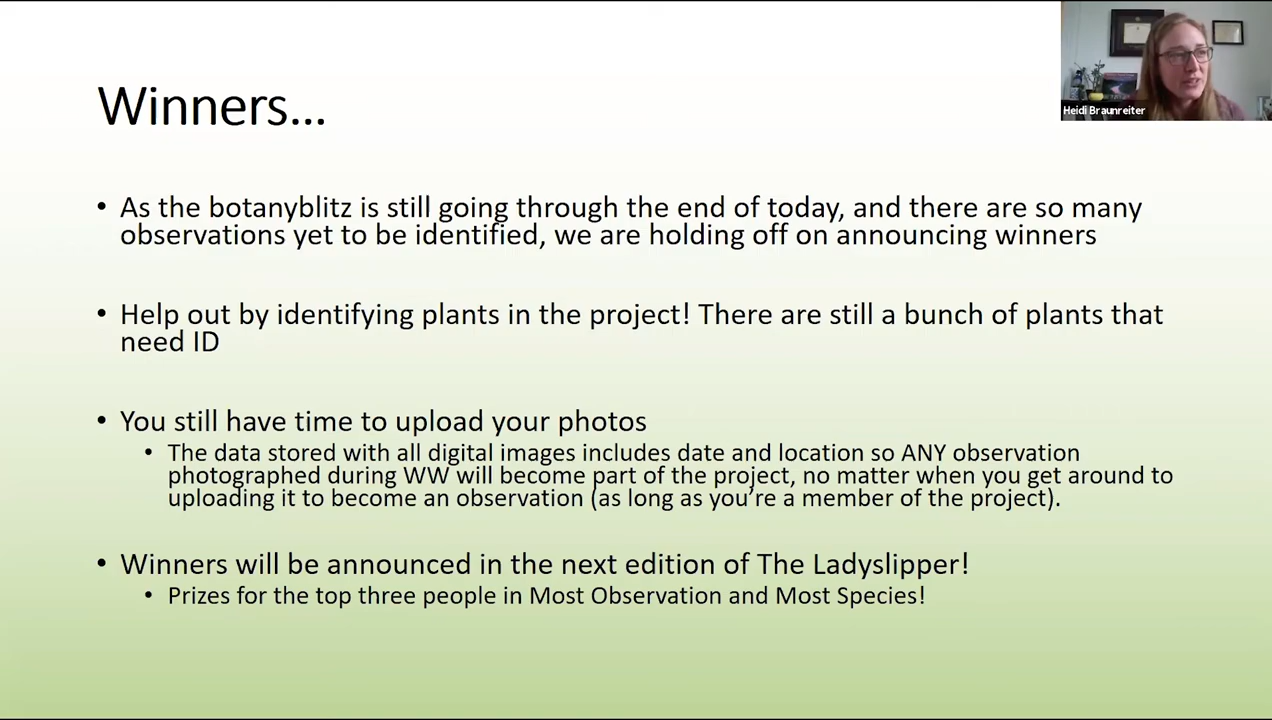 Winners...
Heidi Braunreiter
• As the botanyblitz is still going through the end of today, and there are so many
observations yet to be identified, we are holding off on announcing winners
• Help out by identifying plants in the project! There are still a bunch of plants that
need ID
• You still have time to upload your photos
• The data stored with all digital images includes date and location so ANY observation
photographed during WW will become part of the project, no matter when you get around to
uploading it to become an observation (as long as you’re a member of the project).
• Winners will be announced in the next edition of The Ladyslipper!
• Prizes for the top three people in Most Observation and Most Species!